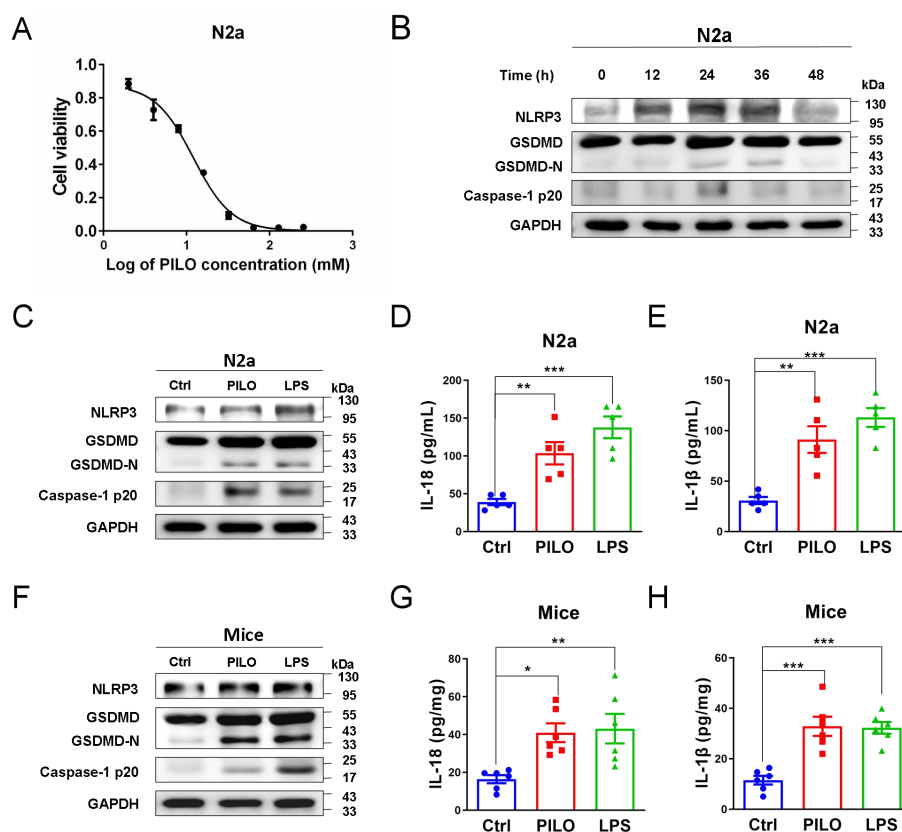 A
N2a
Cell viability
1.0
0.8
0.6
0.4
0.2
0.0
0
1
2
3
Log of PILO concentration (mM)
B
N2a
Time (h) 0 12 24 36 48
kDa
NLRP3
130
95
GSDMD
55
43
GSDMD-N
33
Caspase-1 p20
25
17
GAPDH
43
33
C
N2a
Ctrl PILO LPS
kDa
NLRP3
130
95
GSDMD
55
43
GSDMD-N
33
Caspase-1 p20
25
17
GAPDH
43
33
D
N2a
***
**
IL-18 (pg/mL)
200
150
100
50
0
Ctrl PILO LPS
E
N2a
***
**
IL-1β (pg/mL)
150
100
50
0
Ctrl PILO LPS
F
Mice
Ctrl PILO LPS
kDa
NLRP3
130
95
GSDMD
55
43
GSDMD-N
33
Caspase-1 p20
25
17
GAPDH
43
33
G
Mice
**
*
IL-18 (pg/mg)
80
60
40
20
0
Ctrl PILO LPS
H
Mice
***
***
IL-1β (pg/mg)
60
40
20
0
Ctrl PILO LPS